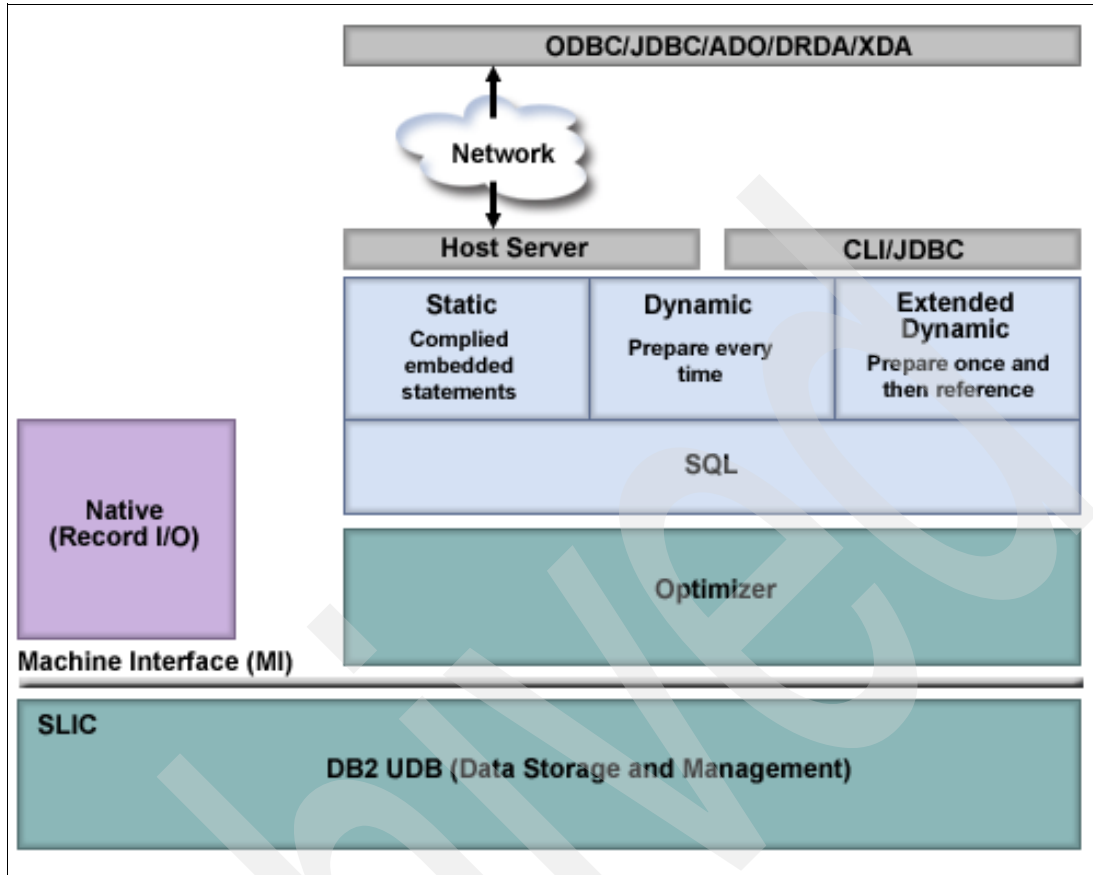 ODBC/JDBC/ADO/DRDA/XDA
Network
Host Server
CLI/JDBC
Static
Complied
embedded
statements
Dynamic
Prepare every
time
Extended
Dynamic
Prepare once and
then reference
SQL
Native
(Record I/O)
Optimizer
Machine Interface (MI)
SLIC
DB2 UDB (Data Storage and Management)